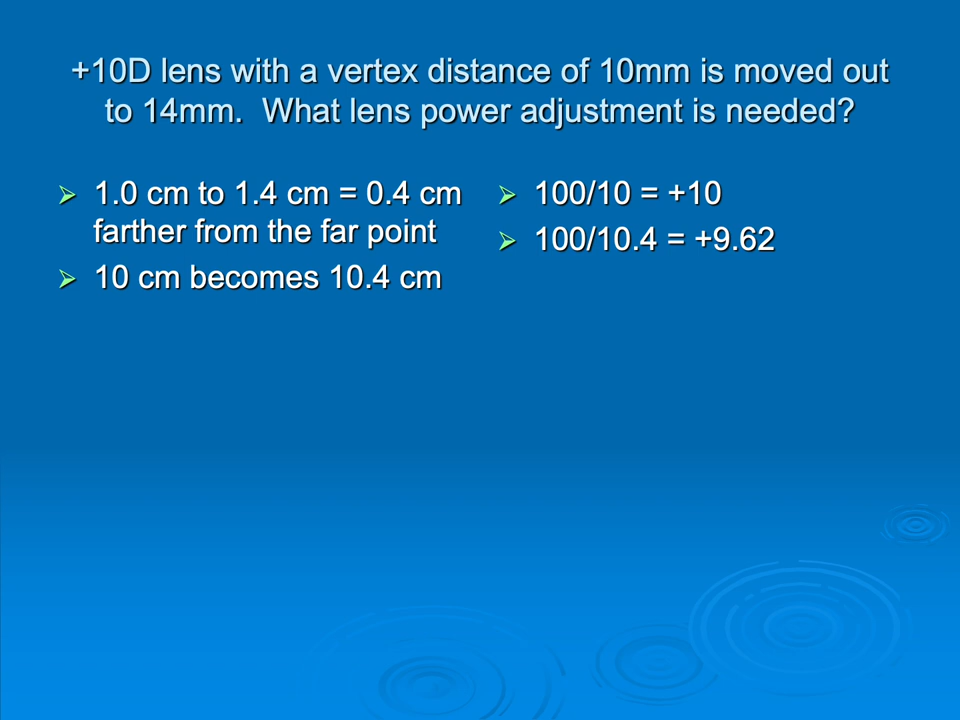 +10D lens with a vertex distance of 10mm is moved out
to 14mm.  What lens power adjustment is needed?
➢ 1.0 cm to 1.4 cm = 0.4 cm
farther from the far point
➢ 10 cm becomes 10.4 cm
➢ 100/10 = +10
➢ 100/10.4 = +9.62